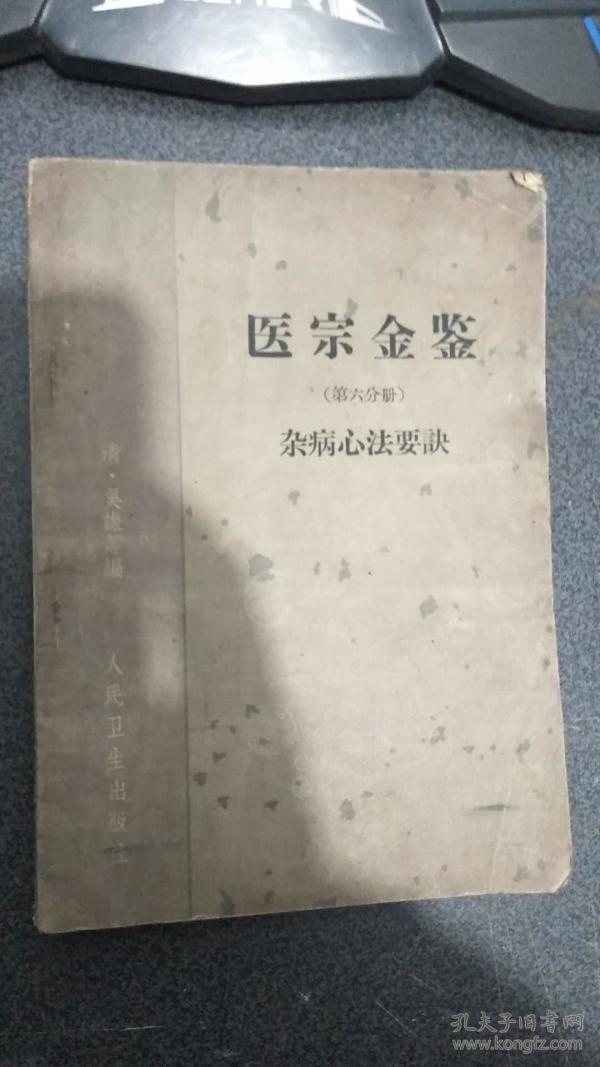 医宗金鉴
（第六分册）
杂病心法要訣
清·吴谦等編
人民卫生出版社
孔夫子旧书网
www.kongfz.com